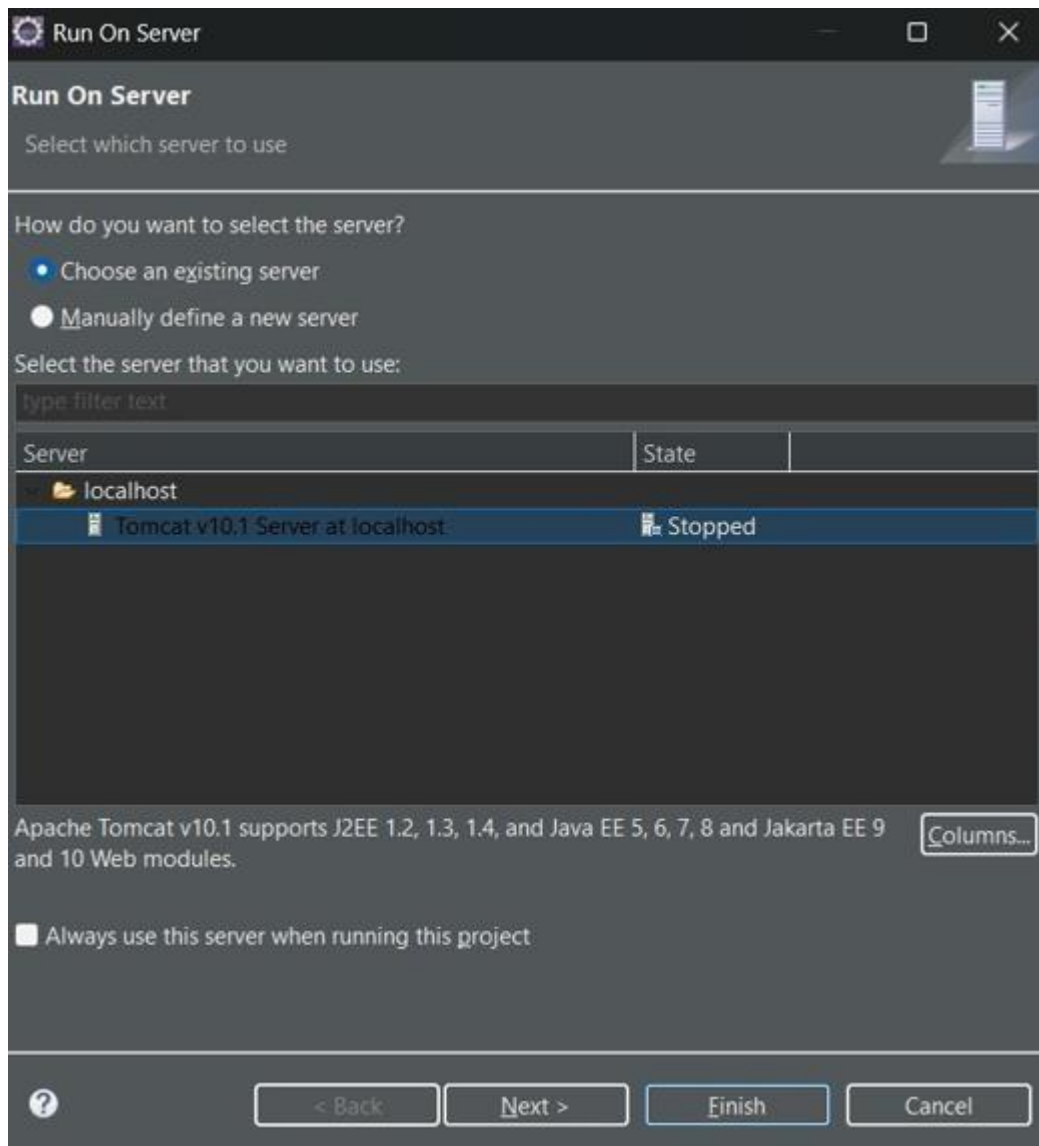 Run On Server
Run On Server
Select which server to use
How do you want to select the server?
Choose an existing server
Manually define a new server
Select the server that you want to use:
type filter text
Server State
localhost
Tomcat v10.1 Server at localhost Stopped
Apache Tomcat v10.1 supports J2EE 1.2, 1.3, 1.4, and Java EE 5, 6, 7, 8 and Jakarta EE 9
and 10 Web modules.
Columns...
Always use this server when running this project
< Back Next > Finish Cancel